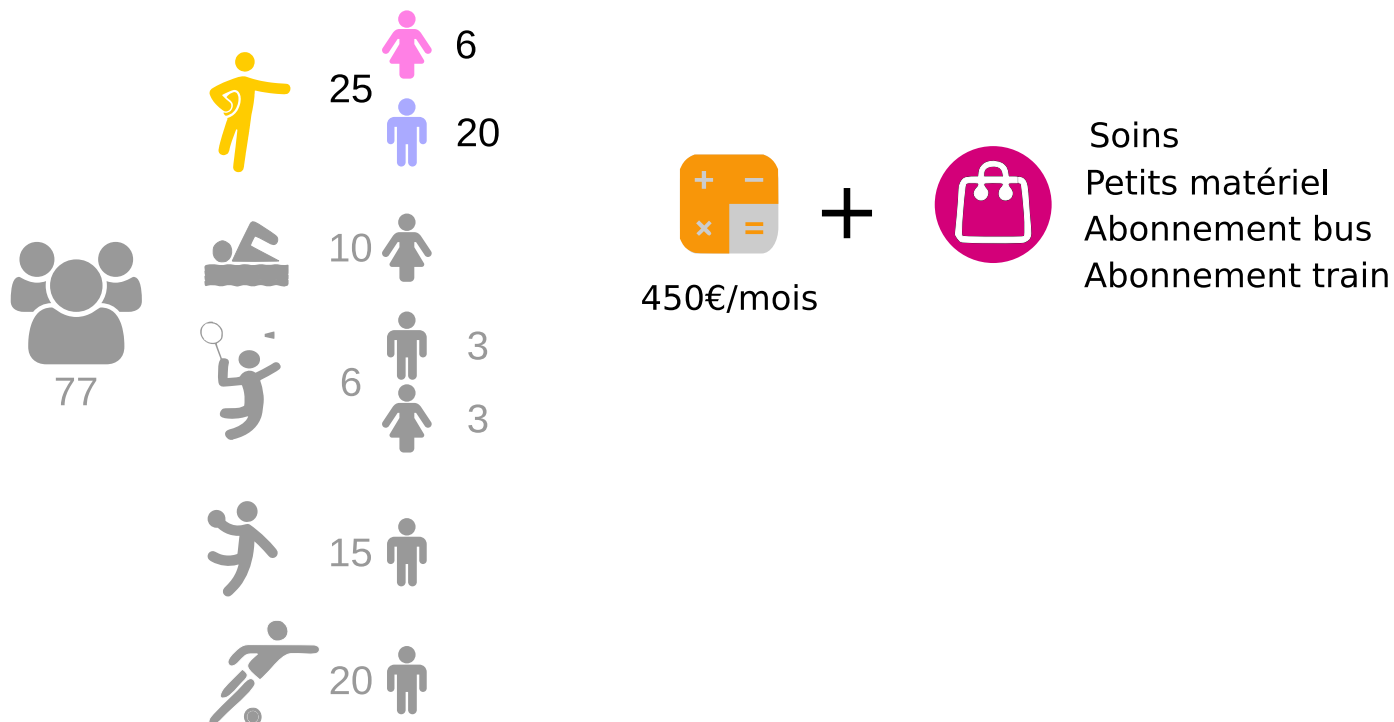 6
25
20
10
3
6
3
77
15
20
450€/mois
+
Soins
Petits matériel
Abonnement bus
Abonnement train